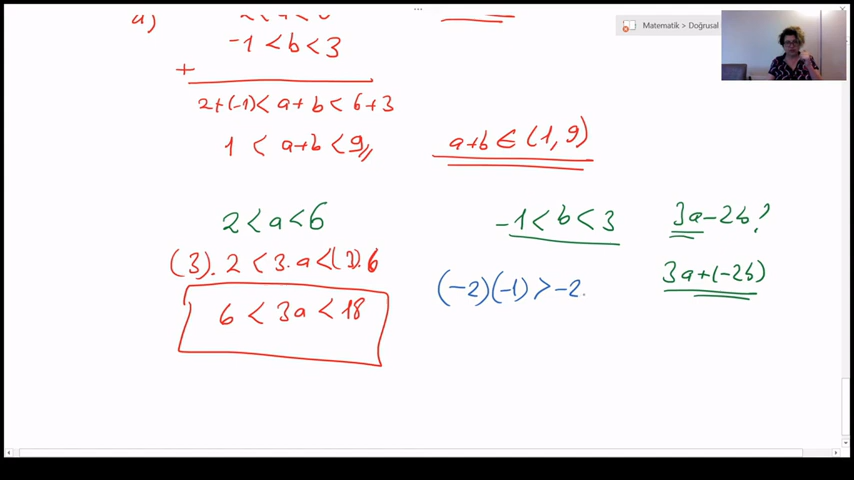 a)
-1 < b < 3
+
2+(-1) < a+b < 6+3
1 < a+b < 9
a+b ∈ (1, 9)
2 < a < 6
-1 < b < 3
3a-2b?
(3). 2 < 3. a < (3). 6
3a+(-2b)
(-2)(-1) > -2.
6 < 3a < 18
Matematik > Doğrusal